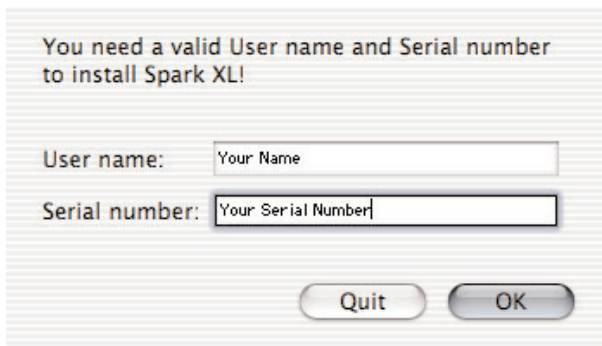 You need a valid User name and Serial number
to install Spark XL!
User name: Your Name
Serial number: Your Serial Number
Quit OK